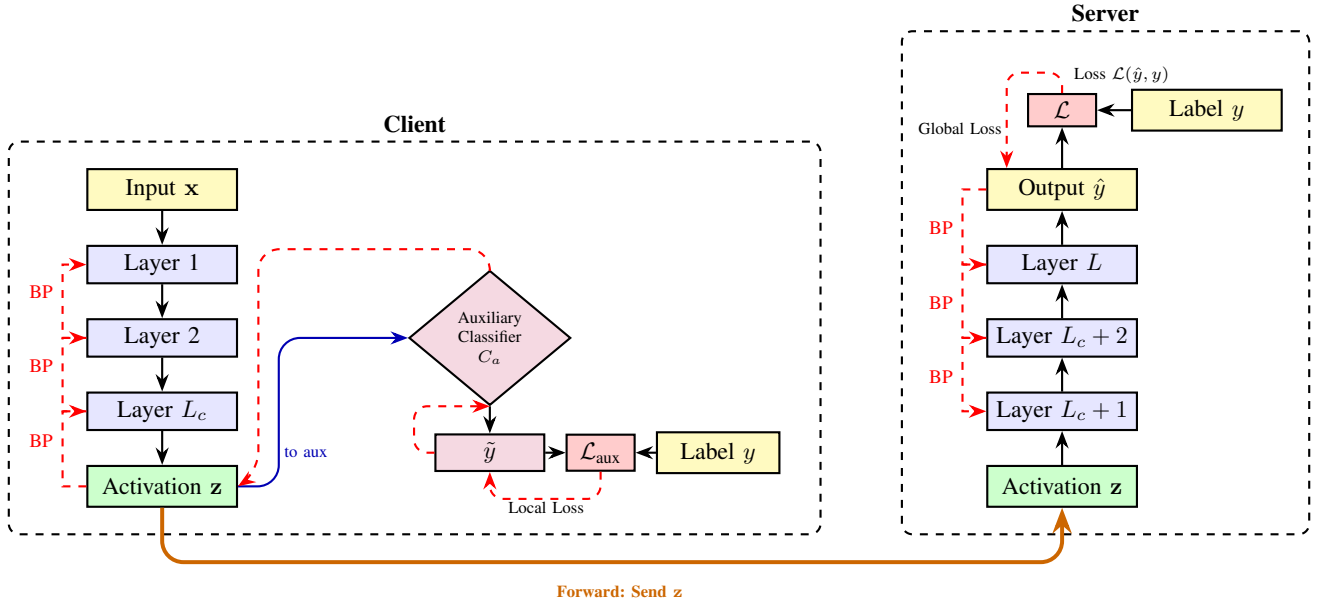 Server
Loss ℒ(ŷ, y)
ℒ
Label y
Global Loss
Output ŷ
BP
Layer L
BP
Layer L_c + 2
BP
Layer L_c + 1
Activation z
Client
Input x
Layer 1
BP
Layer 2
BP
Layer L_c
BP
Activation z
to aux
Auxiliary
Classifier
C_a
ỹ
ℒ_aux
Label y
Local Loss
Forward: Send z